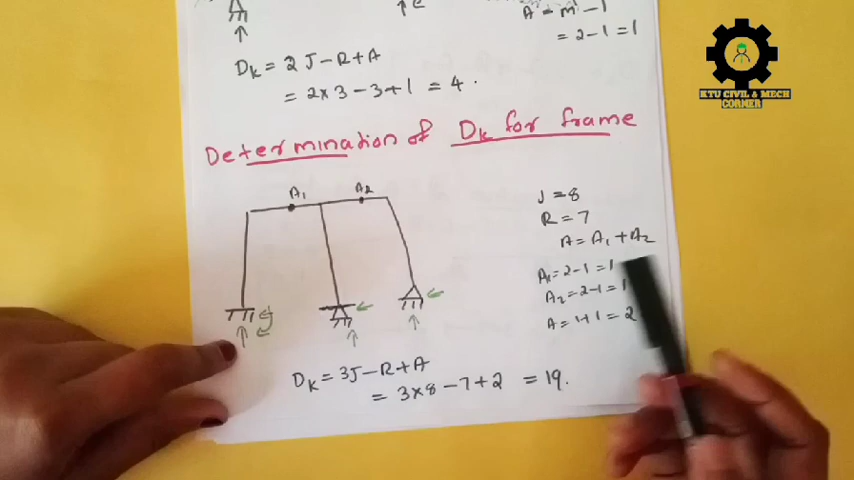 A = m - 1
= 2-1 = 1
DK = 2J-R+A
= 2x3-3+1 = 4.
Determination of DK for frame
A1
A2
J = 8
R = 7
A = A1 + A2
A1 = 2-1 = 1
A2 = 2-1 = 1
A = 1+1 = 2
DK = 3J-R+A
= 3x8-7+2 = 19.
KTU CIVIL & MECH
CORNER